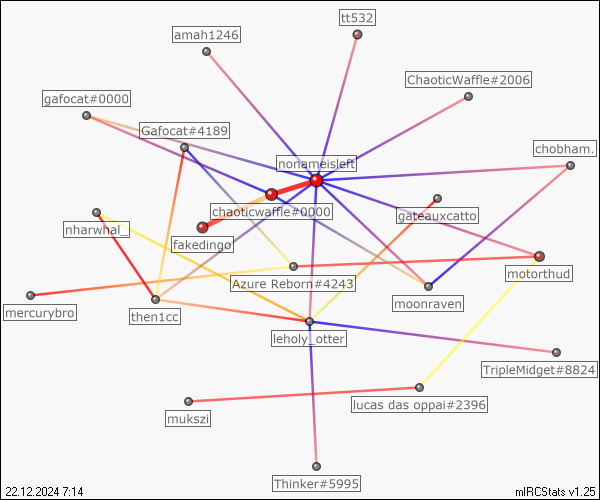 tt532
amah1246
ChaoticWaffle#2006
gafocat#0000
Gafocat#4189
chobham.
nonameisleft
chaoticwaffle#0000
gateauxcatto
nharwhal_
fakedingo
motorthud
Azure Reborn#4243
moonraven
mercurybro
then1cc
leholy_otter
TripleMidget#8824
lucas das oppai#2396
mukszi
Thinker#5995
22.12.2024 7:14
mIRCStats v1.25